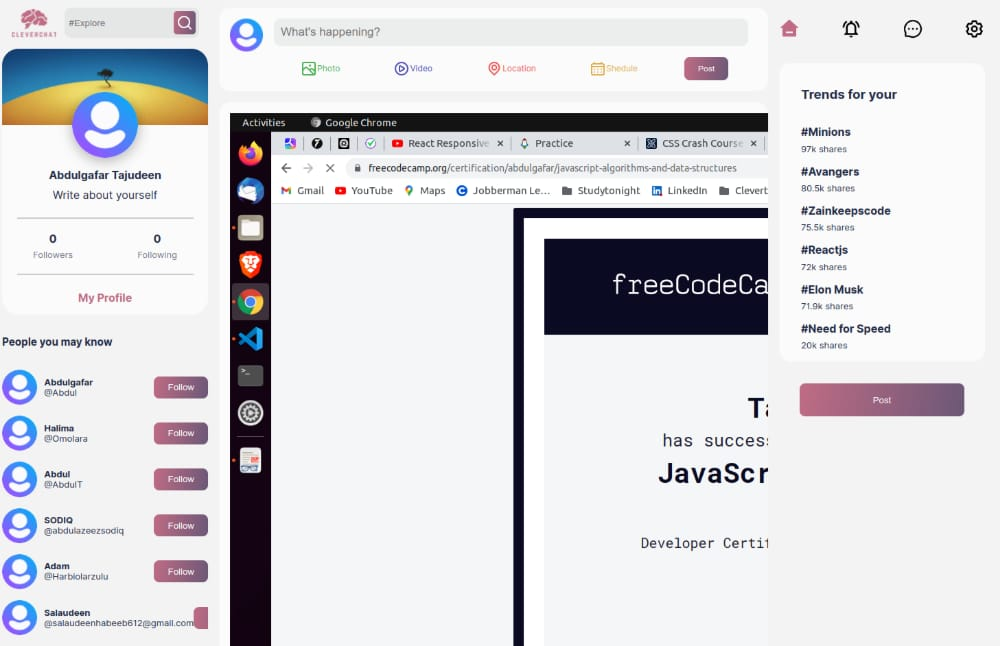 CLEVERCHAT
#Explore
Abdulgafar Tajudeen
Write about yourself
0
Followers
0
Following
My Profile
People you may know
Abdulgafar
@Abdul
Follow
Halima
@Omolara
Follow
Abdul
@AbdulT
Follow
SODIQ
@abdulazeezsodiq
Follow
Adam
@Harbiolarzulu
Follow
Salaudeen
@salaudeenhabeeb612@gmail.com
What's happening?
Photo
Video
Location
Shedule
Post
Activities
Google Chrome
React Responsive
Practice
CSS Crash Course
freecodecamp.org/certification/abdulgafar/javascript-algorithms-and-data-structures
Gmail
YouTube
Maps
Jobberman Le...
Studytonight
LinkedIn
Clevert
freeCodeCa
Ta
has success
JavaScr
Developer Certif
Trends for your
#Minions
97k shares
#Avangers
80.5k shares
#Zainkeepscode
75.5k shares
#Reactjs
72k shares
#Elon Musk
71.9k shares
#Need for Speed
20k shares
Post